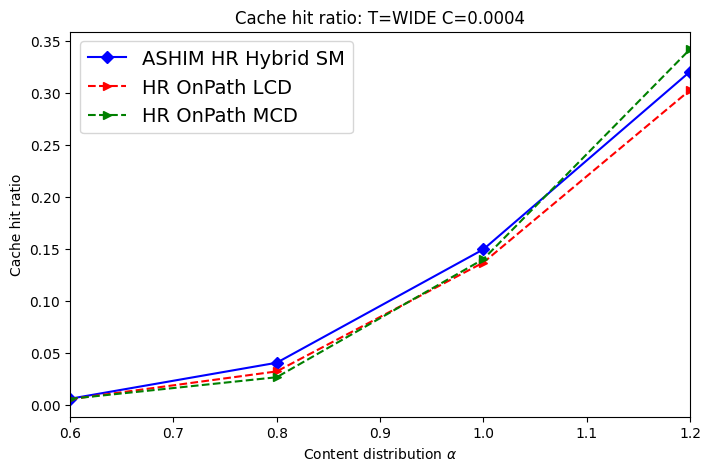 Cache hit ratio: T=WIDE C=0.0004
ASHIM HR Hybrid SM
HR OnPath LCD
HR OnPath MCD
Cache hit ratio
0.35
0.30
0.25
0.20
0.15
0.10
0.05
0.00
0.6 0.7 0.8 0.9 1.0 1.1 1.2
Content distribution α